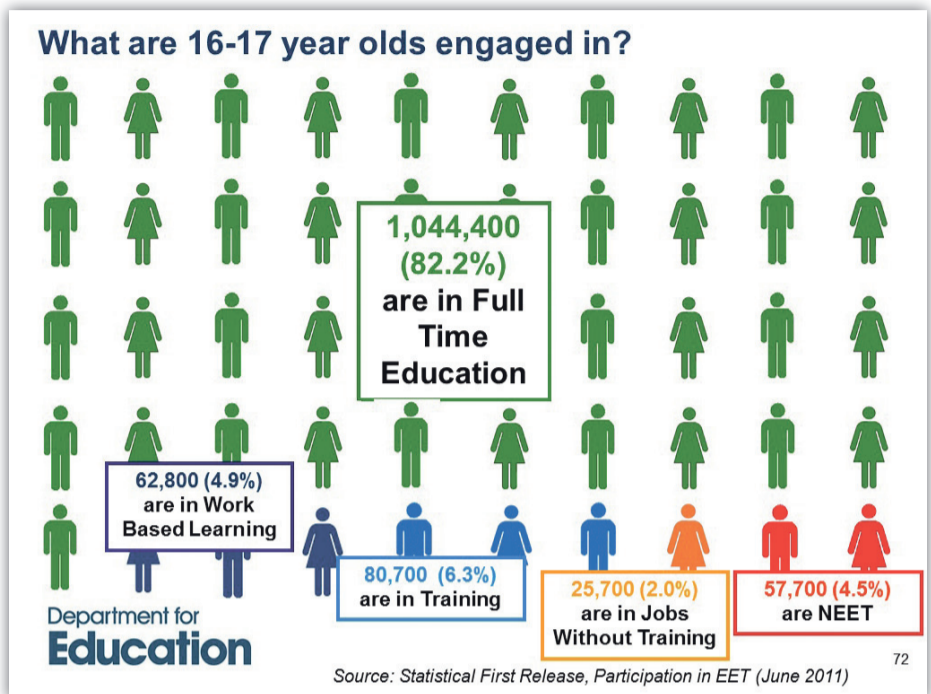 What are 16-17 year olds engaged in?
1,044,400
(82.2%)
are in Full
Time
Education
62,800 (4.9%)
are in Work
Based Learning
80,700 (6.3%)
are in Training
25,700 (2.0%)
are in Jobs
Without Training
57,700 (4.5%)
are NEET
Department for
Education
72
Source: Statistical First Release, Participation in EET (June 2011)